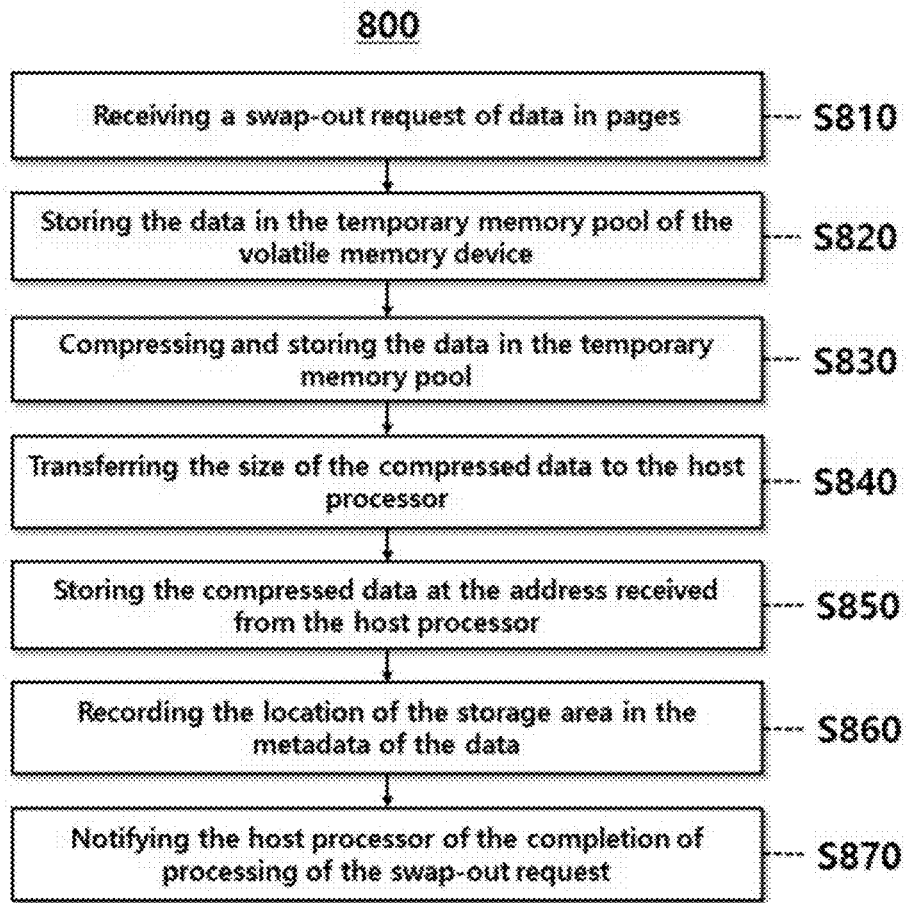 800
Receiving a swap-out request of data in pages
S810
Storing the data in the temporary memory pool of the
volatile memory device
S820
Compressing and storing the data in the temporary
memory pool
S830
Transferring the size of the compressed data to the host
processor
S840
Storing the compressed data at the address received
from the host processor
S850
Recording the location of the storage area in the
metadata of the data
S860
Notifying the host processor of the completion of
processing of the swap-out request
S870